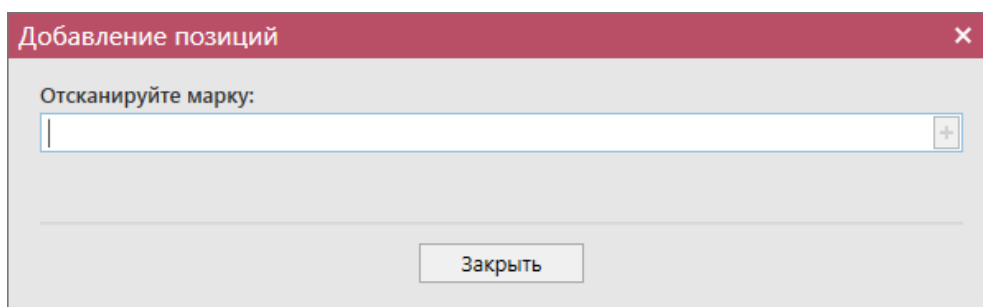 Добавление позиций
Отсканируйте марку:
Закрыть